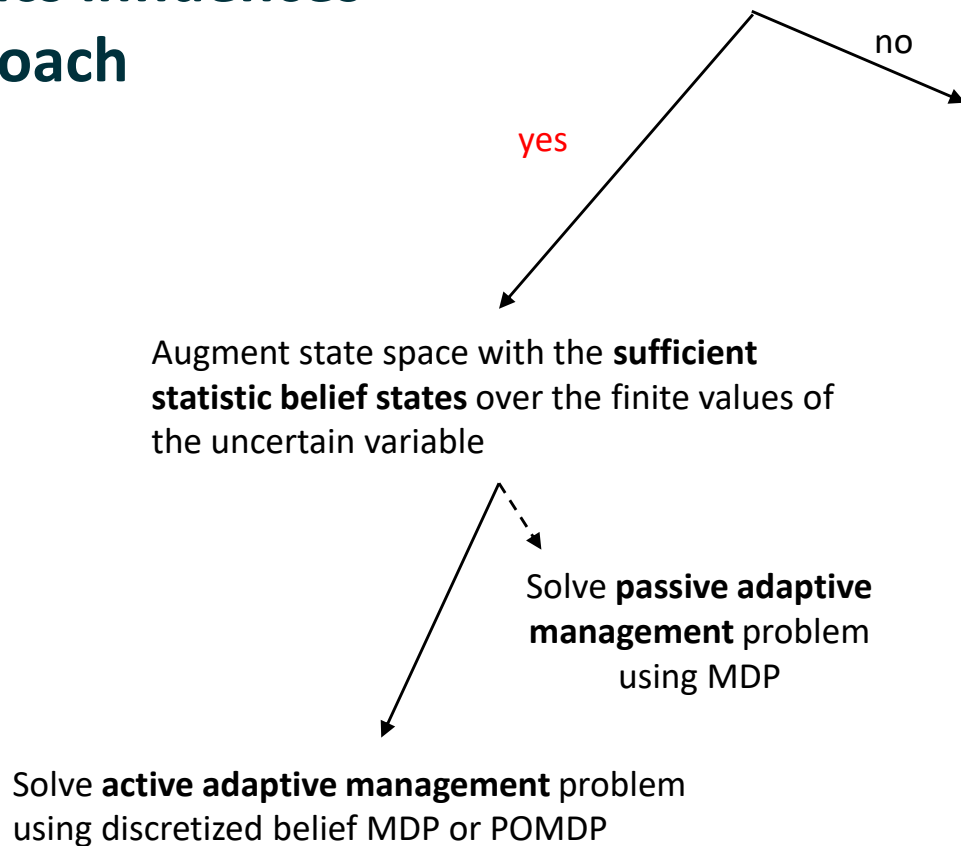 oach
no
yes
Augment state space with the sufficient
statistic belief states over the finite values of
the uncertain variable
Solve passive adaptive
management problem
using MDP
Solve active adaptive management problem
using discretized belief MDP or POMDP